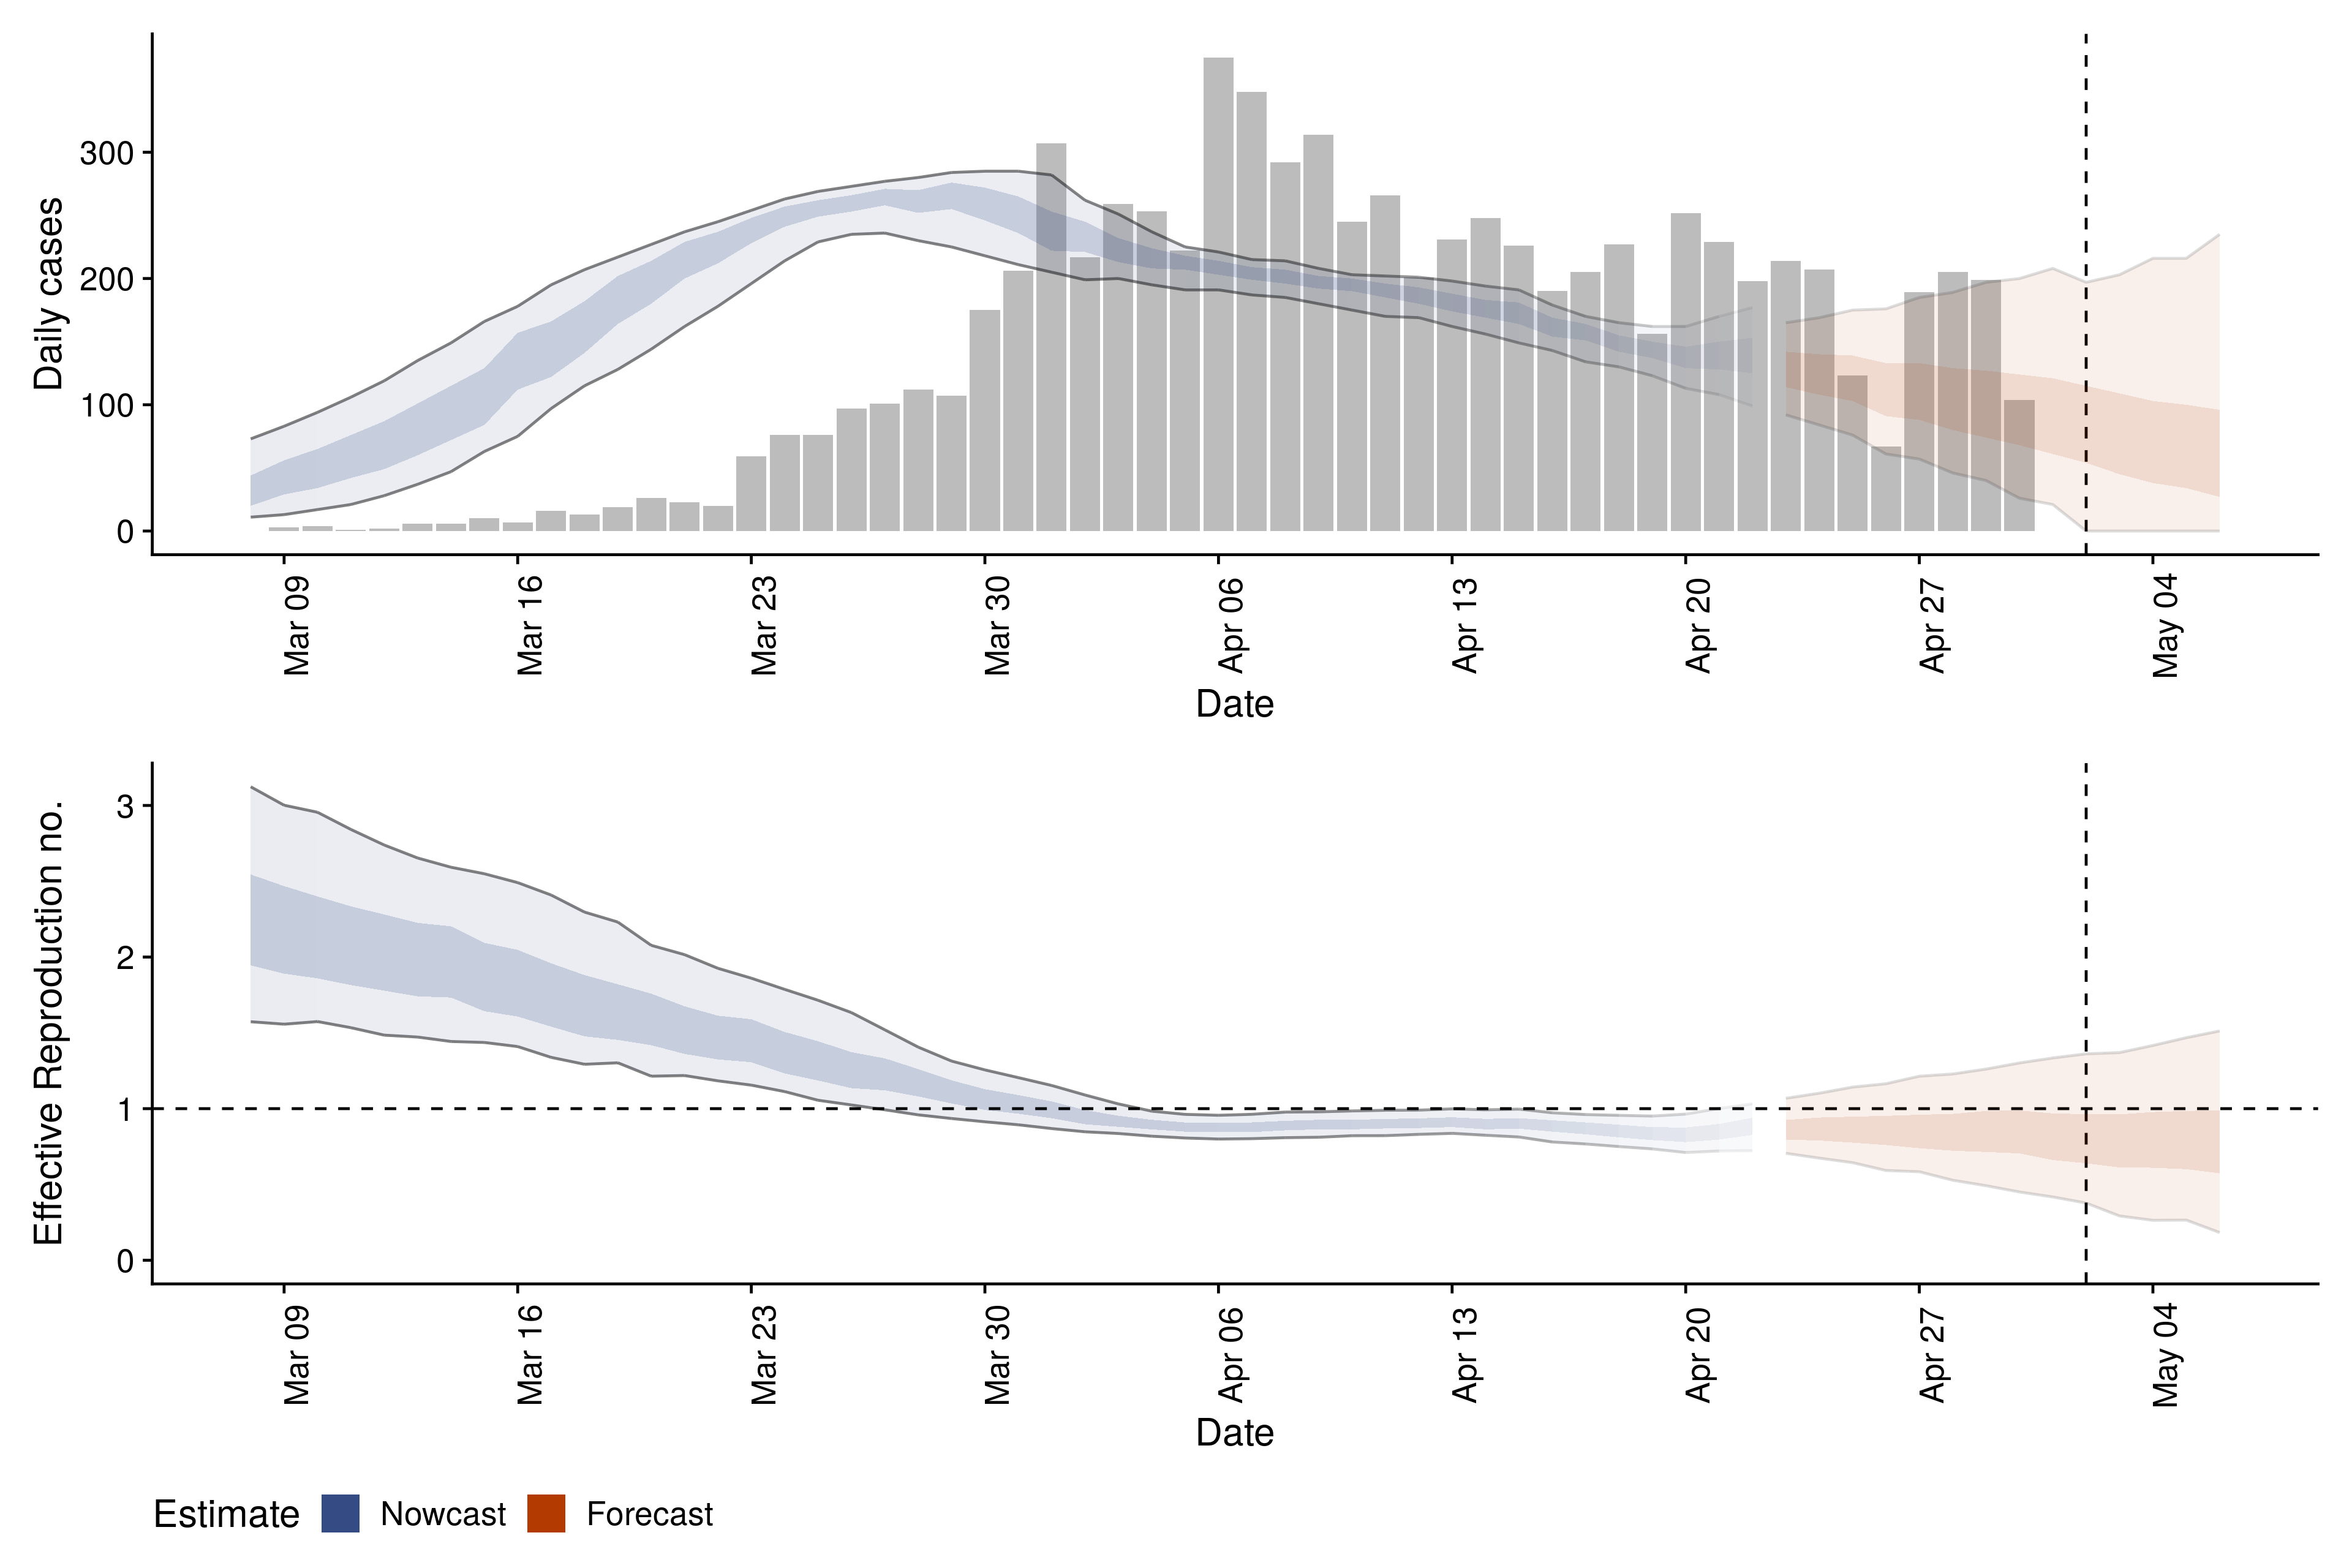 Daily cases
300
200
100
0
Mar 09
Mar 16
Mar 23
Mar 30
Apr 06
Apr 13
Apr 20
Apr 27
May 04
Date
Effective Reproduction no.
3
2
1
0
Mar 09
Mar 16
Mar 23
Mar 30
Apr 06
Apr 13
Apr 20
Apr 27
May 04
Date
Estimate Nowcast Forecast